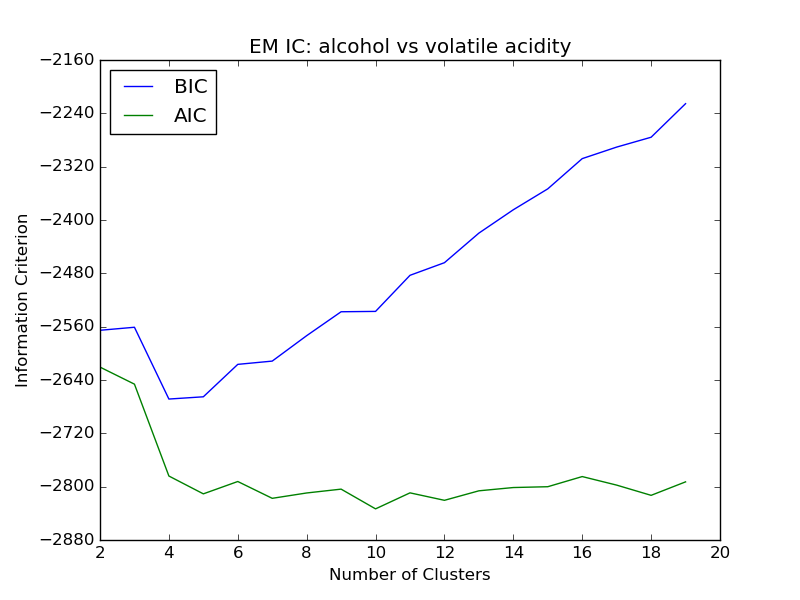 EM IC: alcohol vs volatile acidity
BIC
AIC
Information Criterion
−2160
−2240
−2320
−2400
−2480
−2560
−2640
−2720
−2800
−2880
2 4 6 8 10 12 14 16 18 20
Number of Clusters